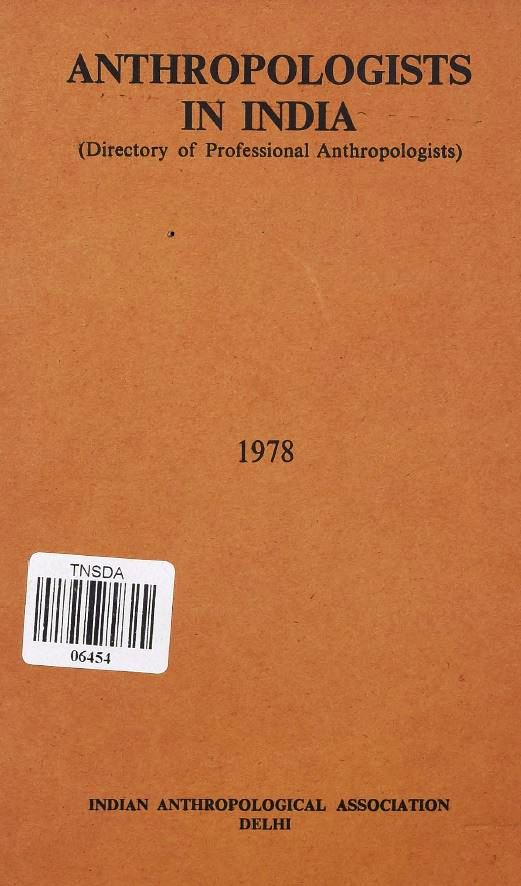 ANTHROPOLOGISTS
IN INDIA
(Directory of Professional Anthropologists)
1978
TNSDA
06454
INDIAN ANTHROPOLOGICAL ASSOCIATION
DELHI